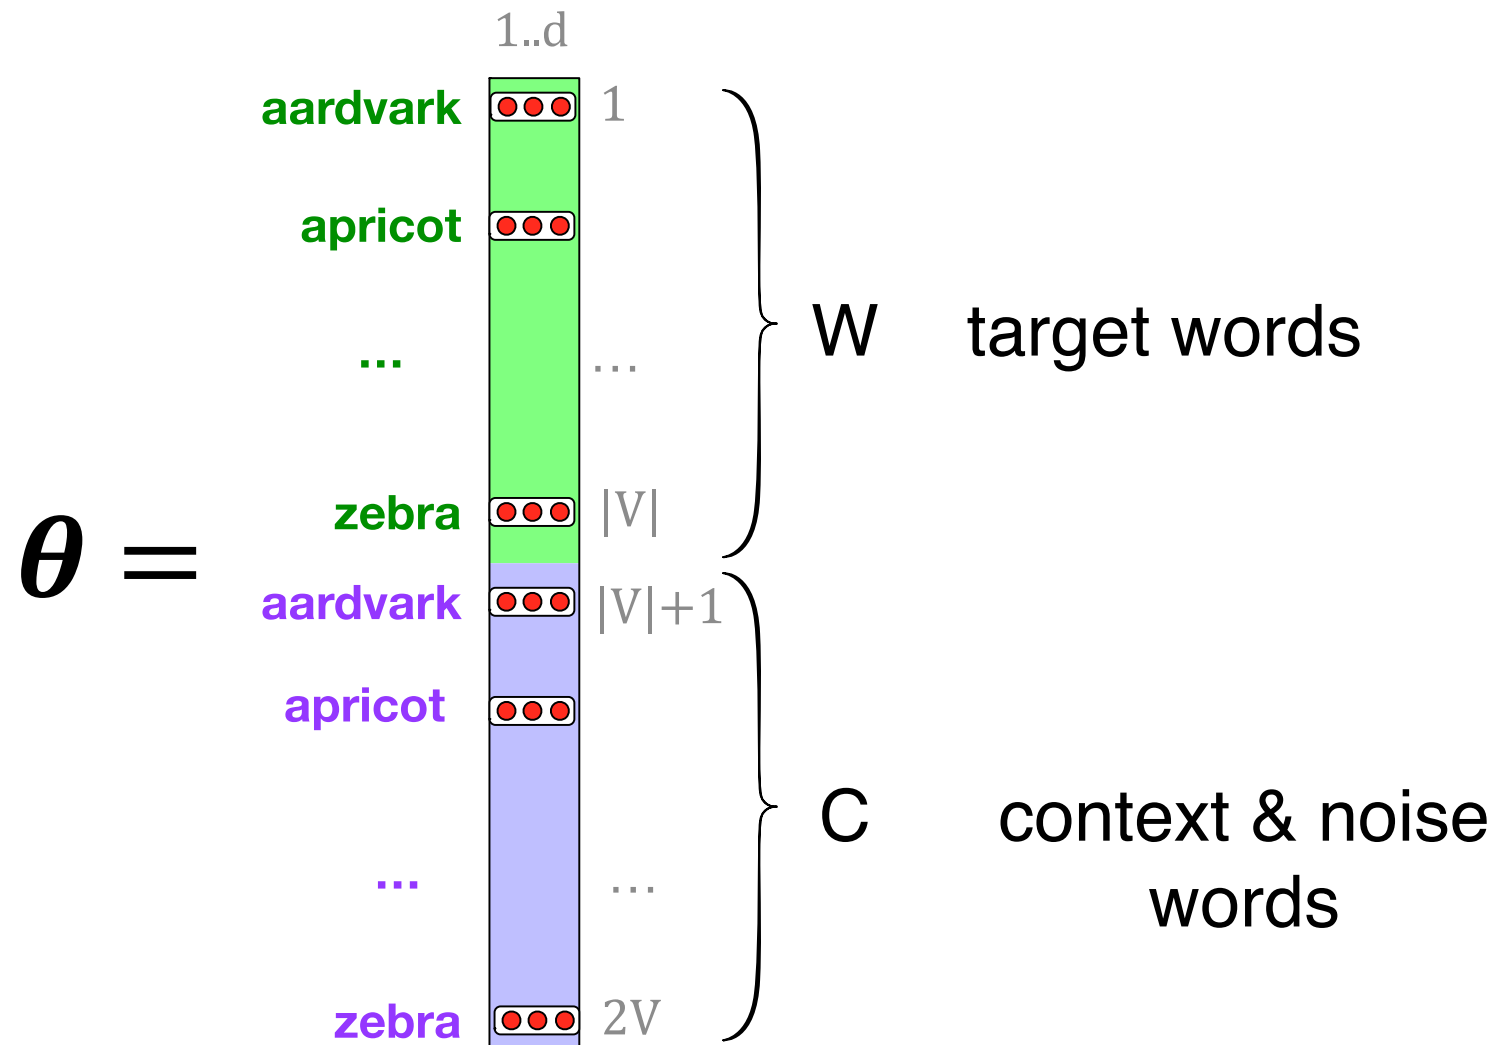 1..d
aardvark 1
apricot
... ...
W target words
zebra |V|
θ =
aardvark |V|+1
apricot
C context & noise
words
... ...
zebra 2V